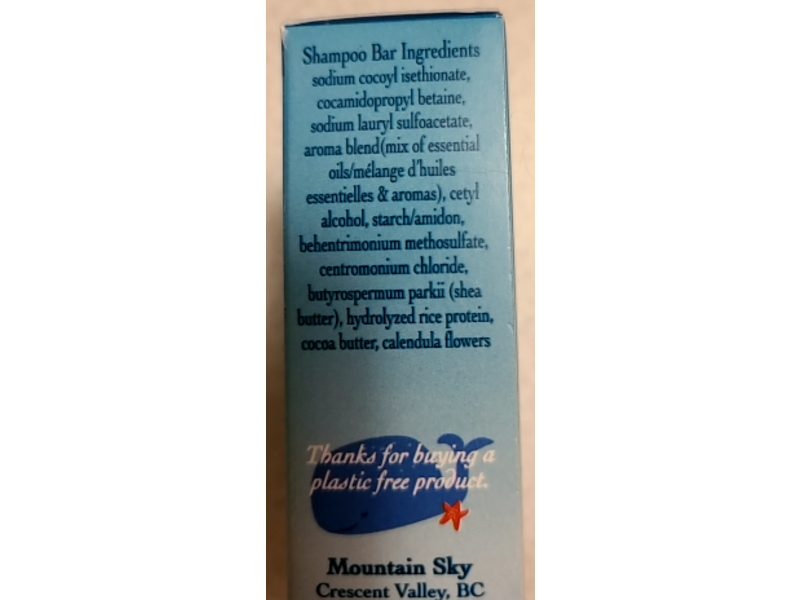 Shampoo Bar Ingredients
sodium cocoyl isethionate,
cocamidopropyl betaine,
sodium lauryl sulfoacetate,
aroma blend(mix of essential
oils/mélange d'huiles
essentielles & aromas), cetyl
alcohol, starch/amidon,
behentrimonium methosulfate,
centromonium chloride,
butyrospermum parkii (shea
butter), hydrolyzed rice protein,
cocoa butter, calendula flowers
Thanks for buying a
plastic free product.
Mountain Sky
Crescent Valley, BC